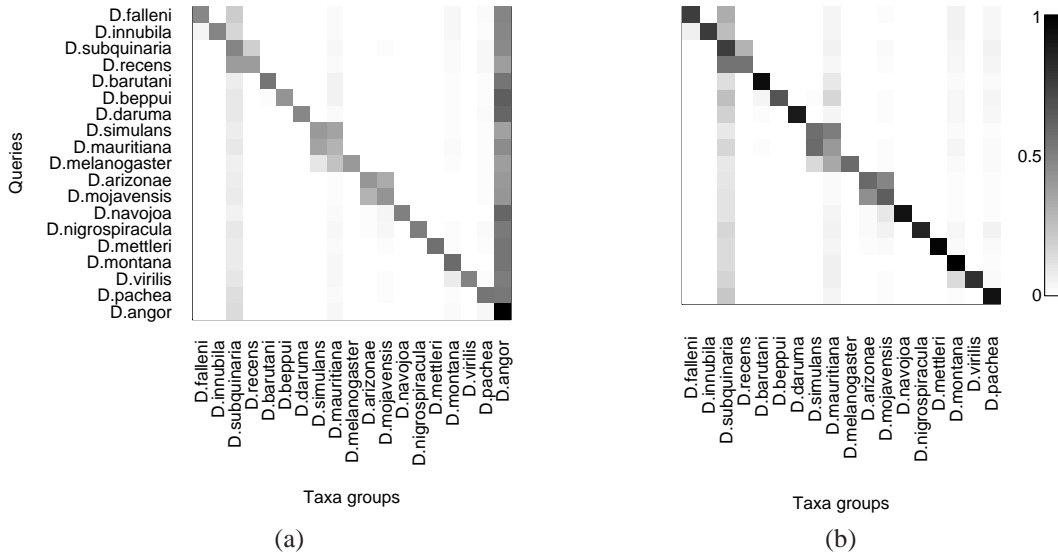 D.falleni
D.innubila
D.subquinaria
D.recens
D.barutani
D.beppui
D.daruma
D.simulans
D.mauritiana
D.melanogaster
D.arizonae
D.mojavensis
D.navojoa
D.nigrospiracula
D.mettleri
D.montana
D.virilis
D.pachea
D.angor
Queries
D.falleni
D.innubila
D.subquinaria
D.recens
D.barutani
D.beppui
D.daruma
D.simulans
D.mauritiana
D.melanogaster
D.arizonae
D.mojavensis
D.navojoa
D.nigrospiracula
D.mettleri
D.montana
D.virilis
D.pachea
D.angor
Taxa groups
(a)
D.falleni
D.innubila
D.subquinaria
D.recens
D.barutani
D.beppui
D.daruma
D.simulans
D.mauritiana
D.melanogaster
D.arizonae
D.mojavensis
D.navojoa
D.nigrospiracula
D.mettleri
D.montana
D.virilis
D.pachea
Taxa groups
(b)
1
0.5
0